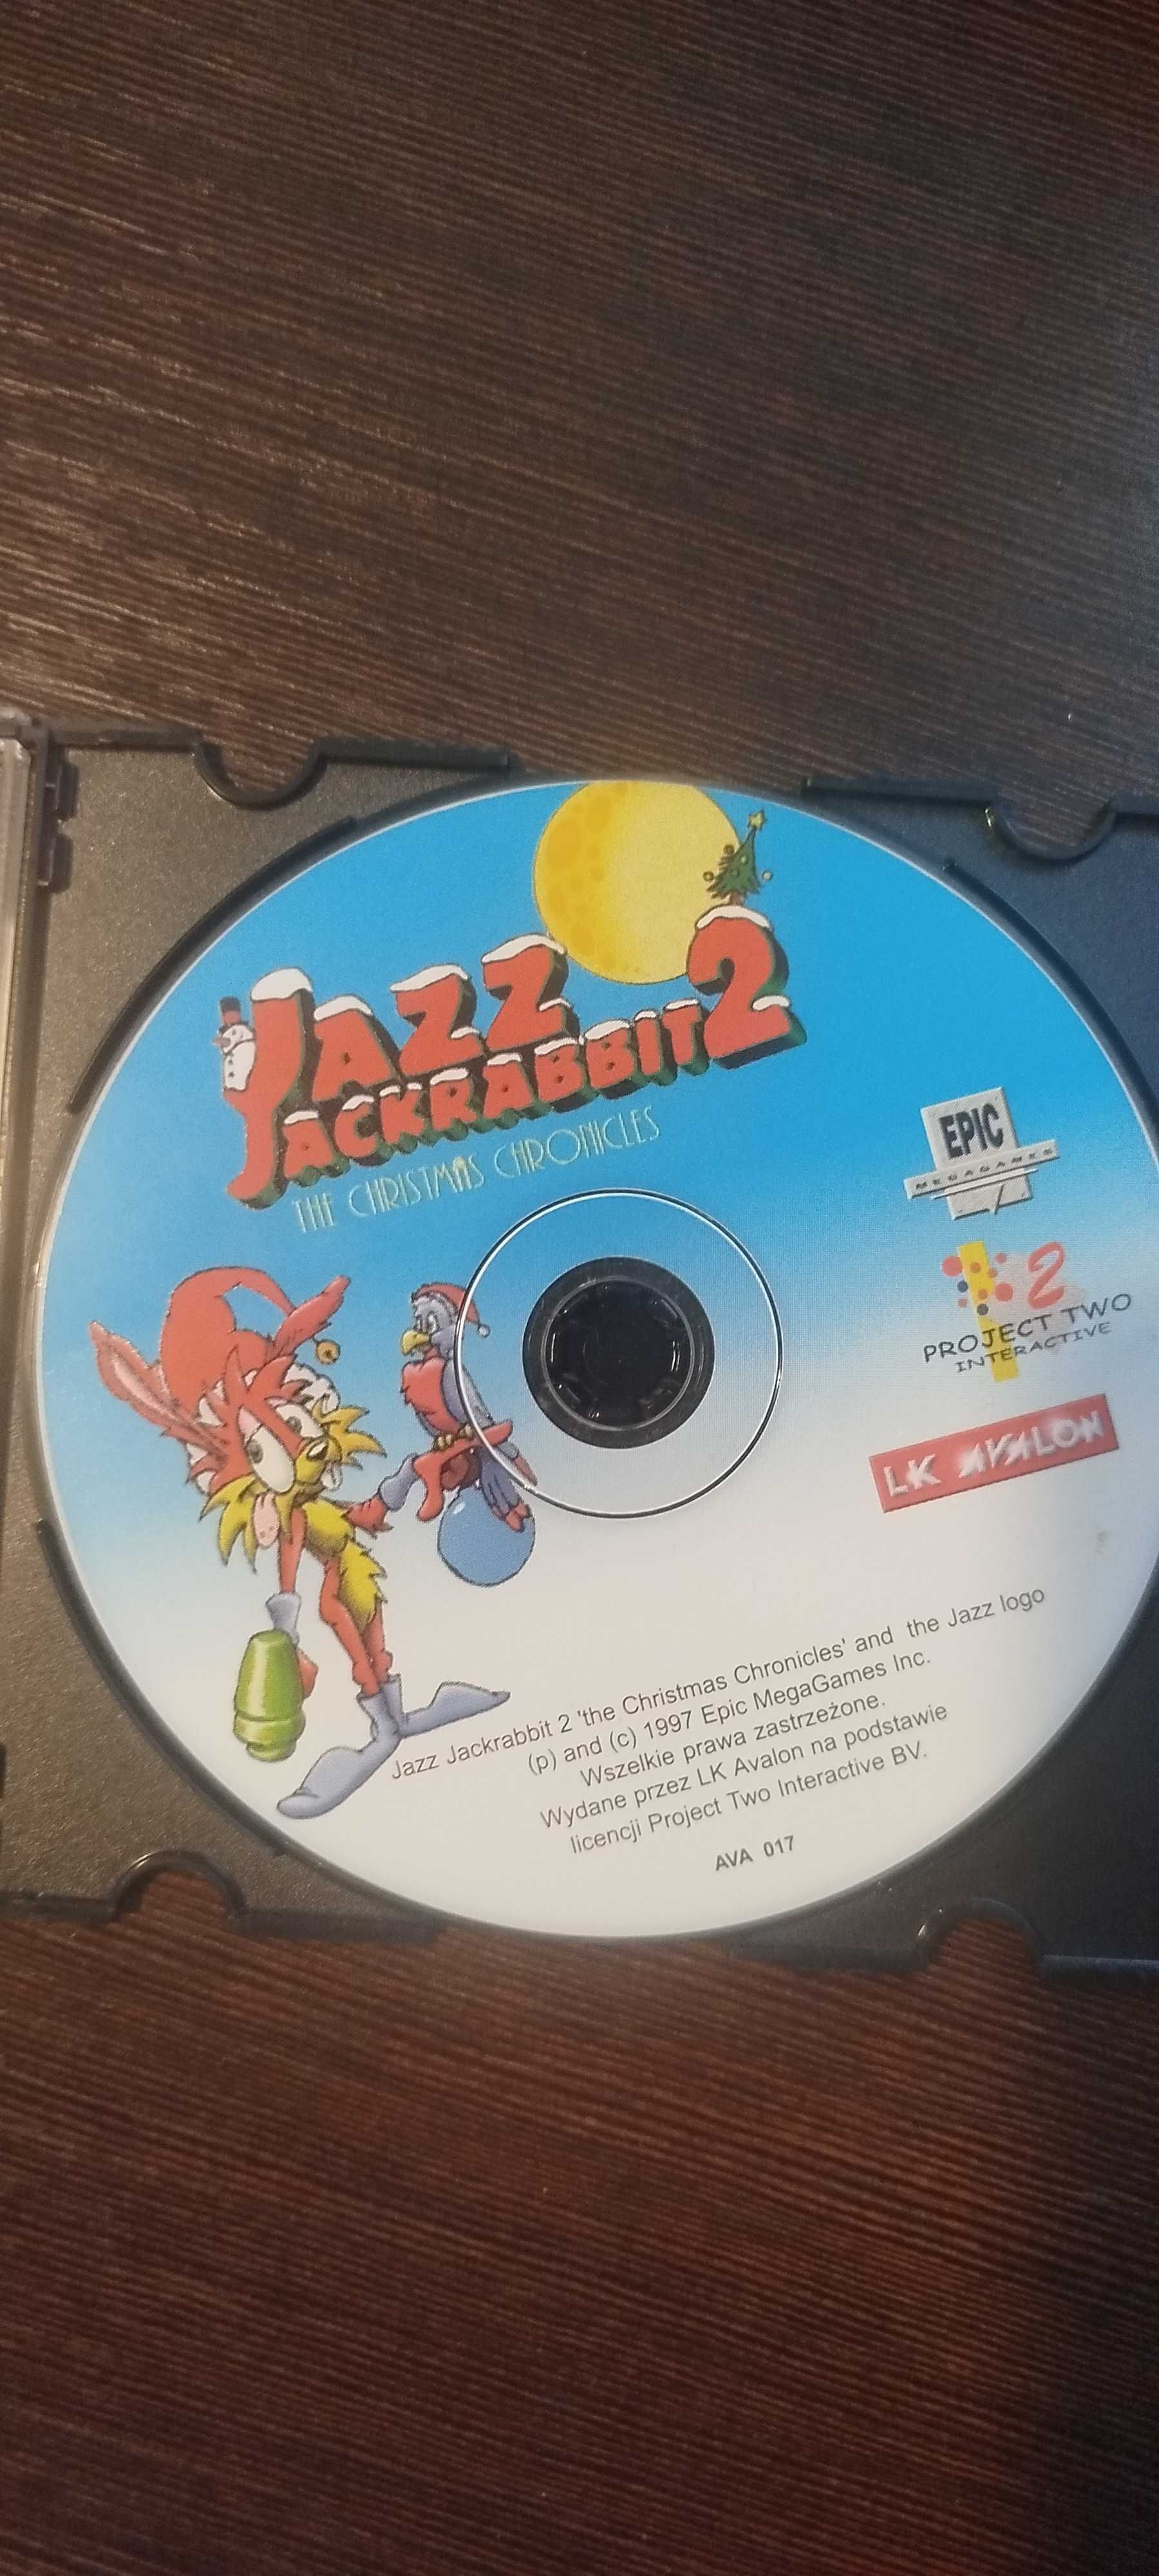 JAZZ
JACKRABBIT 2
THE CHRISTMAS CHRONICLES
EPIC
MEGAGAMES
2
PROJECT TWO
INTERACTIVE
LK AVALON
Jazz Jackrabbit 2 'the Christmas Chronicles' and the Jazz logo
(p) and (c) 1997 Epic MegaGames Inc.
Wszelkie prawa zastrzeżone.
Wydane przez LK Avalon na podstawie
licencji Project Two Interactive BV.
AVA 017